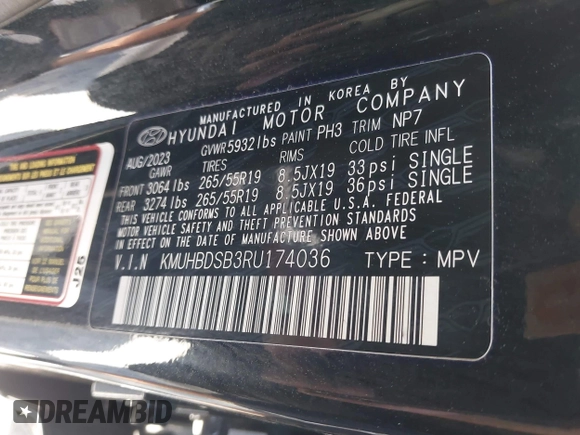 MANUFACTURED IN KOREA BY
HYUNDAI MOTOR COMPANY
AUG/2023 GVWR 5932 lbs PAINT PH3 TRIM NP7
GAWR TIRES RIMS COLD TIRE INFL
FRONT 3064 lbs 265/55R19 8.5JX19 33psi SINGLE
REAR 3274 lbs 265/55R19 8.5JX19 36psi SINGLE
THIS VEHICLE CONFORMS TO ALL APPLICABLE U.S.A. FEDERAL
MOTOR VEHICLE SAFETY AND THEFT PREVENTION STANDARDS
IN EFFECT ON THE DATE OF MANUFACTURE SHOWN ABOVE.
V.I.N KMUHBDSB3RU174036 TYPE : MPV
J25
DREAMBID